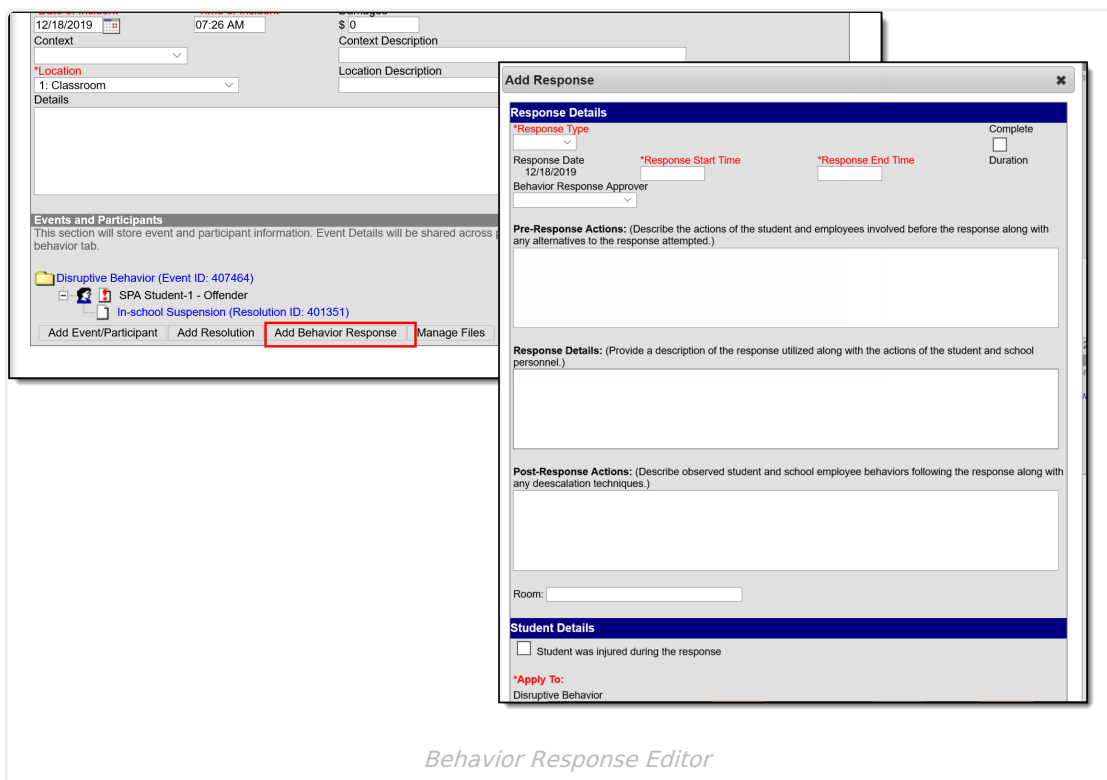 Date of Incident *Time of Incident Damages
12/18/2019 07:26 AM $ 0
Context Context Description
*Location Location Description
1: Classroom
Details
Events and Participants
This section will store event and participant information. Event Details will be shared across
behavior tab.
Disruptive Behavior (Event ID: 407464)
SPA Student-1 - Offender
In-school Suspension (Resolution ID: 401351)
Add Event/Participant Add Resolution Add Behavior Response Manage Files
Add Response
Response Details
*Response Type Complete
Response Date *Response Start Time *Response End Time Duration
12/18/2019
Behavior Response Approver
Pre-Response Actions: (Describe the actions of the student and employees involved before the response along with
any alternatives to the response attempted.)
Response Details: (Provide a description of the response utilized along with the actions of the student and school
personnel.)
Post-Response Actions: (Describe observed student and school employee behaviors following the response along with
any deescalation techniques.)
Room:
Student Details
Student was injured during the response
*Apply To:
Disruptive Behavior
Behavior Response Editor